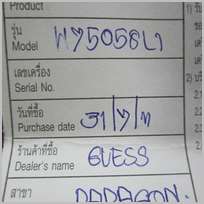 Product
รุ่น
Model W95058L1
เลขเครื่อง
Serial No.
วันที่ซื้อ
Purchase date 31/7/
ร้านค้าที่ซื้อ
Dealer's name GUESS
สาขา
PARAGON.